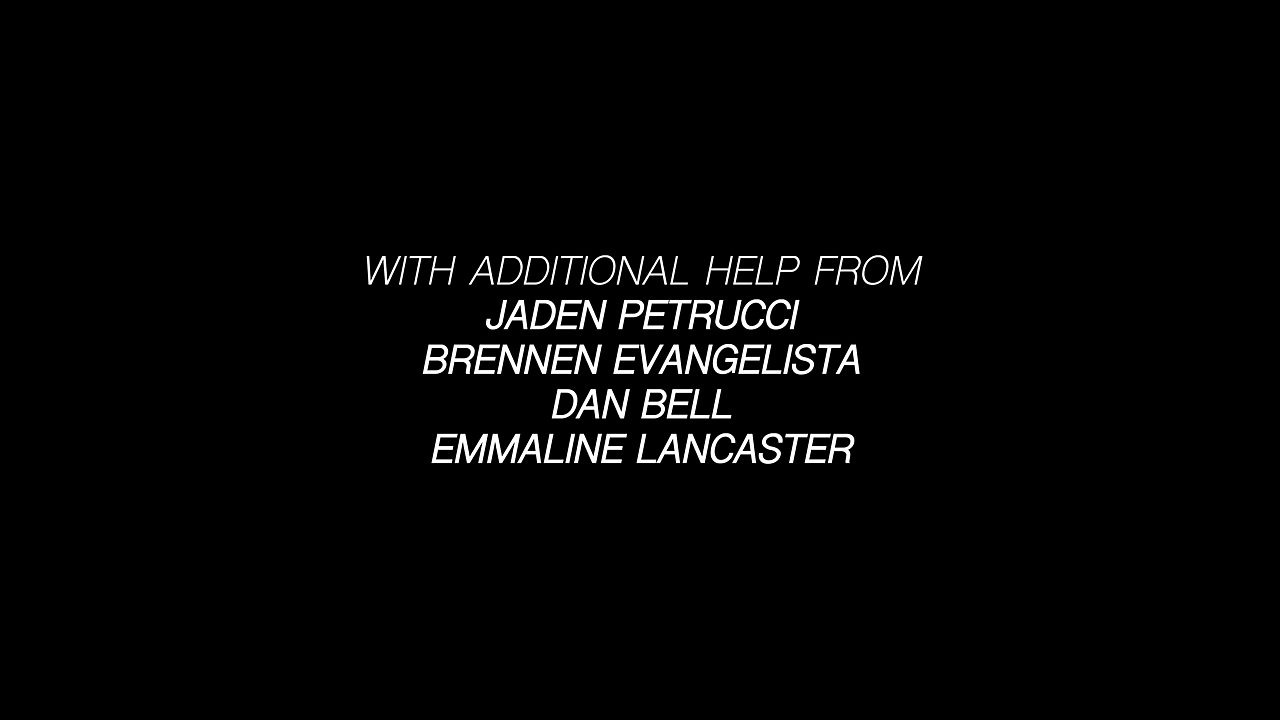 WITH ADDITIONAL HELP FROM
JADEN PETRUCCI
BRENNEN EVANGELISTA
DAN BELL
EMMALINE LANCASTER